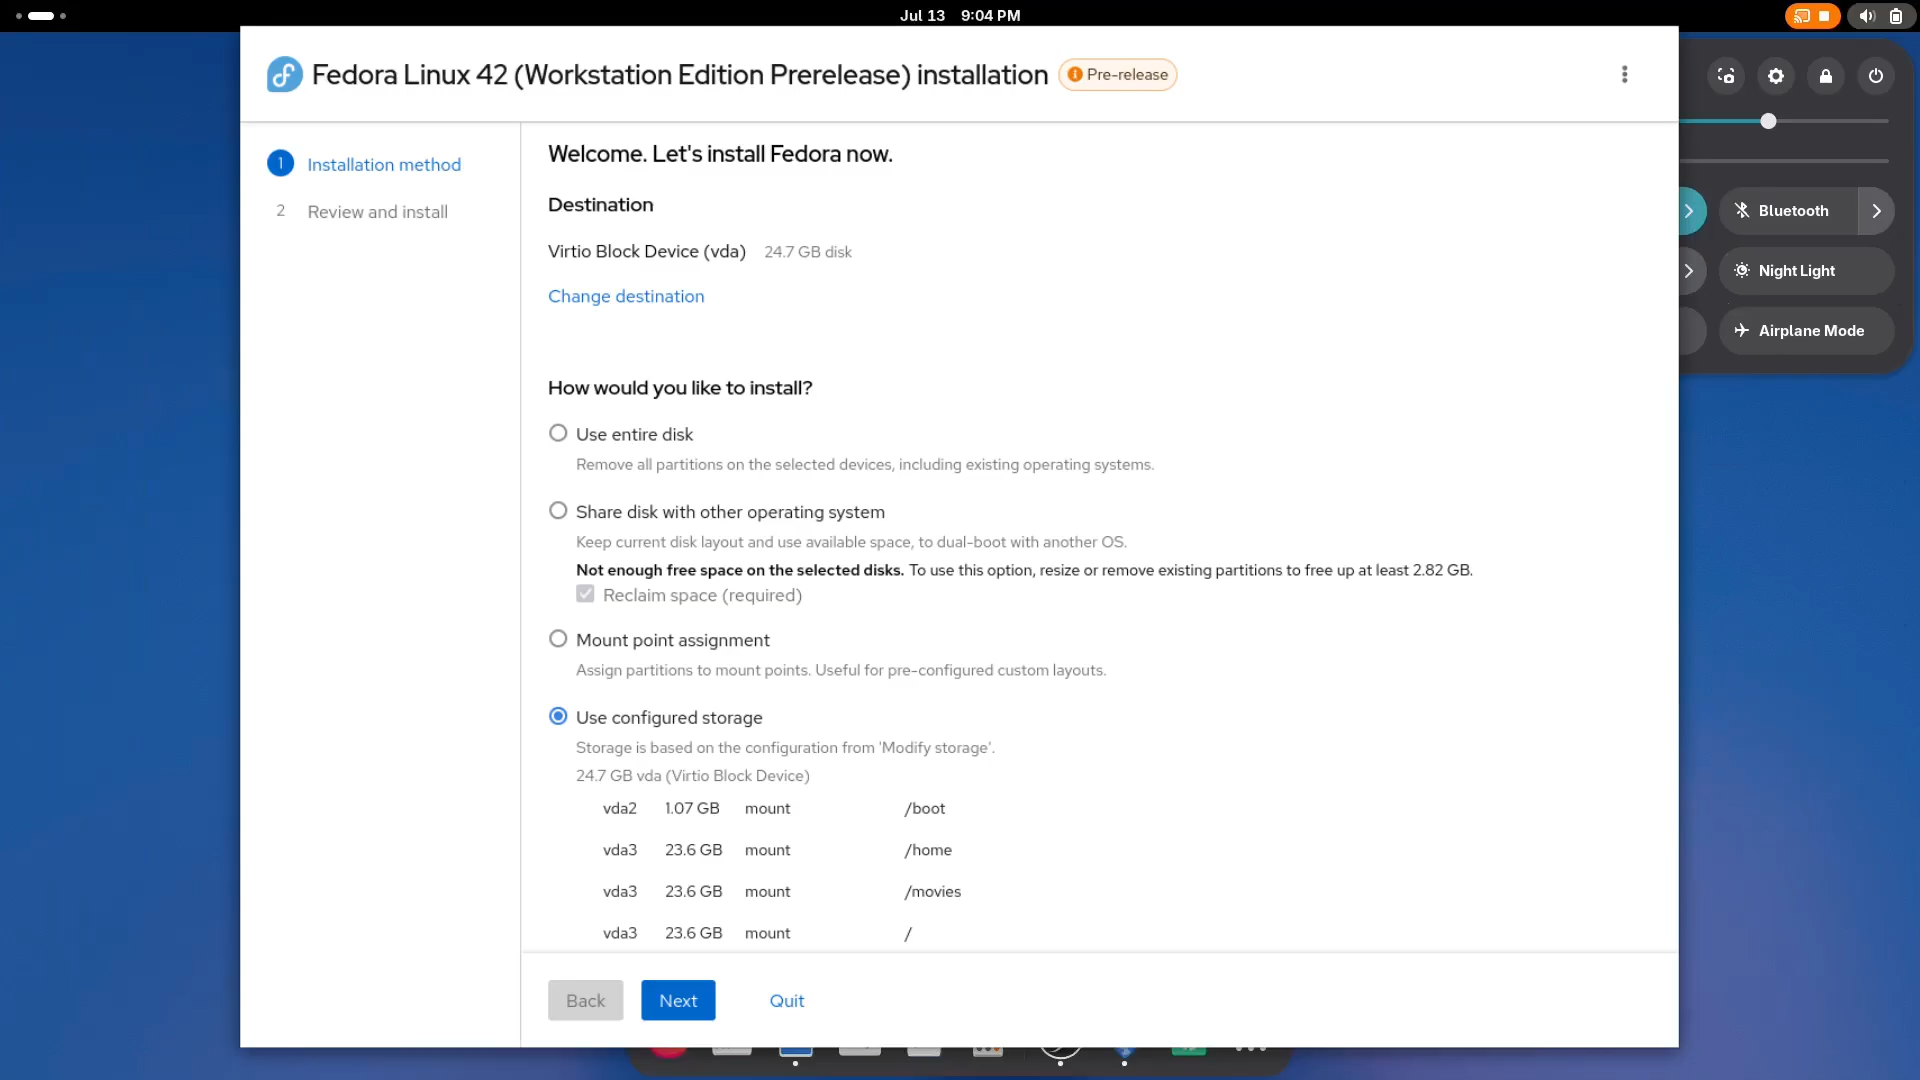 Jul 13 9:04 PM
Fedora Linux 42 (Workstation Edition Prerelease) installation
Pre-release
1 Installation method
2 Review and install
Welcome. Let's install Fedora now.
Destination
Virtio Block Device (vda) 24.7 GB disk
Change destination
How would you like to install?
Use entire disk
Remove all partitions on the selected devices, including existing operating systems.
Share disk with other operating system
Keep current disk layout and use available space, to dual-boot with another OS.
Not enough free space on the selected disks. To use this option, resize or remove existing partitions to free up at least 2.82 GB.
Reclaim space (required)
Mount point assignment
Assign partitions to mount points. Useful for pre-configured custom layouts.
Use configured storage
Storage is based on the configuration from 'Modify storage'.
24.7 GB vda (Virtio Block Device)
vda2 1.07 GB mount /boot
vda3 23.6 GB mount /home
vda3 23.6 GB mount /movies
vda3 23.6 GB mount /
Back Next Quit
Bluetooth
Night Light
Airplane Mode